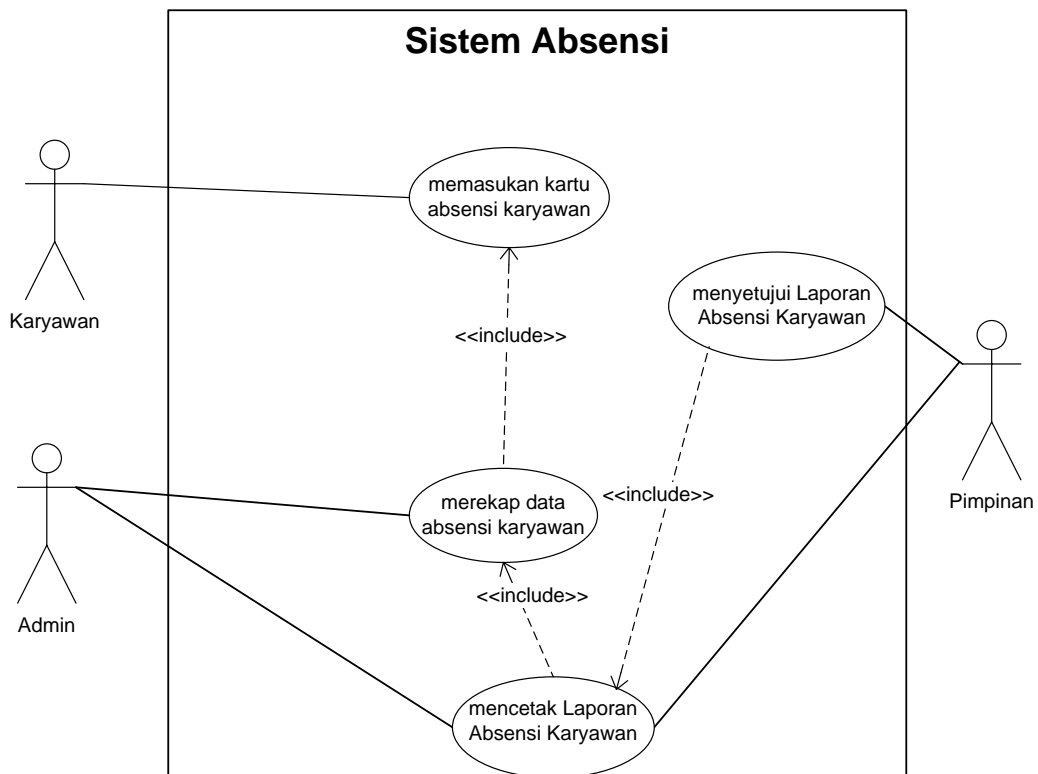 Sistem Absensi
memasukan kartu
absensi karyawan
menyetujui Laporan
Absensi Karyawan
Karyawan
<<include>>
merekap data
absensi karyawan
<<include>>
Pimpinan
<<include>>
Admin
mencetak Laporan
Absensi Karyawan